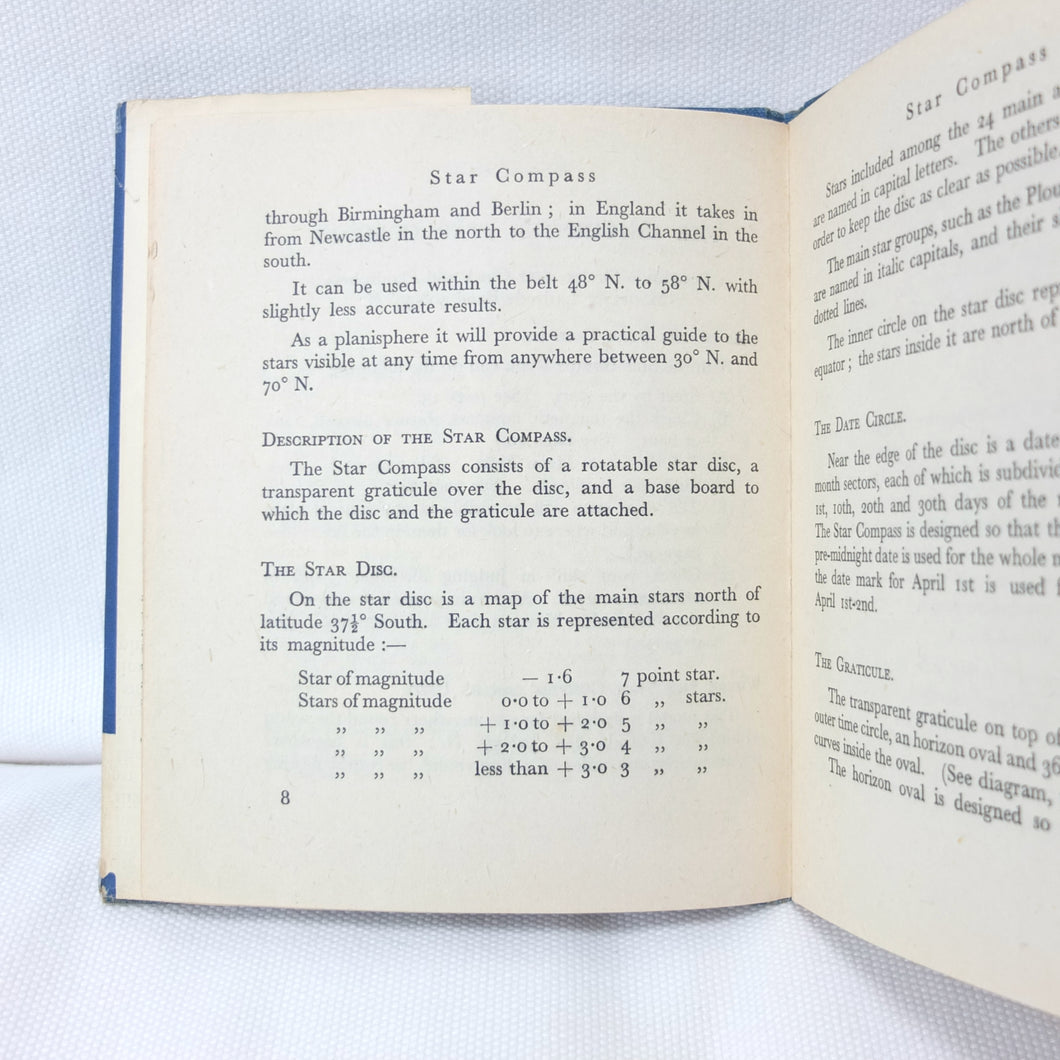 Star Compass
through Birmingham and Berlin ; in England it takes in
from Newcastle in the north to the English Channel in the
south.
It can be used within the belt 48° N. to 58° N. with
slightly less accurate results.
As a planisphere it will provide a practical guide to the
stars visible at any time from anywhere between 30° N. and
70° N.
DESCRIPTION OF THE STAR COMPASS.
The Star Compass consists of a rotatable star disc, a
transparent graticule over the disc, and a base board to
which the disc and the graticule are attached.
THE STAR DISC.
On the star disc is a map of the main stars north of
latitude 37½° South. Each star is represented according to
its magnitude :—
Star of magnitude — 1·6 7 point star.
Stars of magnitude 0·0 to + 1·0 6 ,, stars.
,, ,, ,, + 1·0 to + 2·0 5 ,, ,,
,, ,, ,, + 2·0 to + 3·0 4 ,, ,,
,, ,, ,, less than + 3·0 3 ,, ,,
8
Star Compass
Stars included among the 24 main
are named in capital letters. The others
order to keep the disc as clear as possible
The main star groups, such as the
are named in italic capitals, and their
dotted lines.
The inner circle on the star disc
equator ; the stars inside it are north of
THE DATE CIRCLE.
Near the edge of the disc is a date
month sectors, each of which is
1st, 10th, 20th and 30th days of the
The Star Compass is designed so that
pre-midnight date is used for the whole
the date mark for April 1st is used
April 1st-2nd.
THE GRATICULE.
The transparent graticule on top of
outer time circle, an horizon oval and 36
curves inside the oval. (See diagram,
The horizon oval is designed so